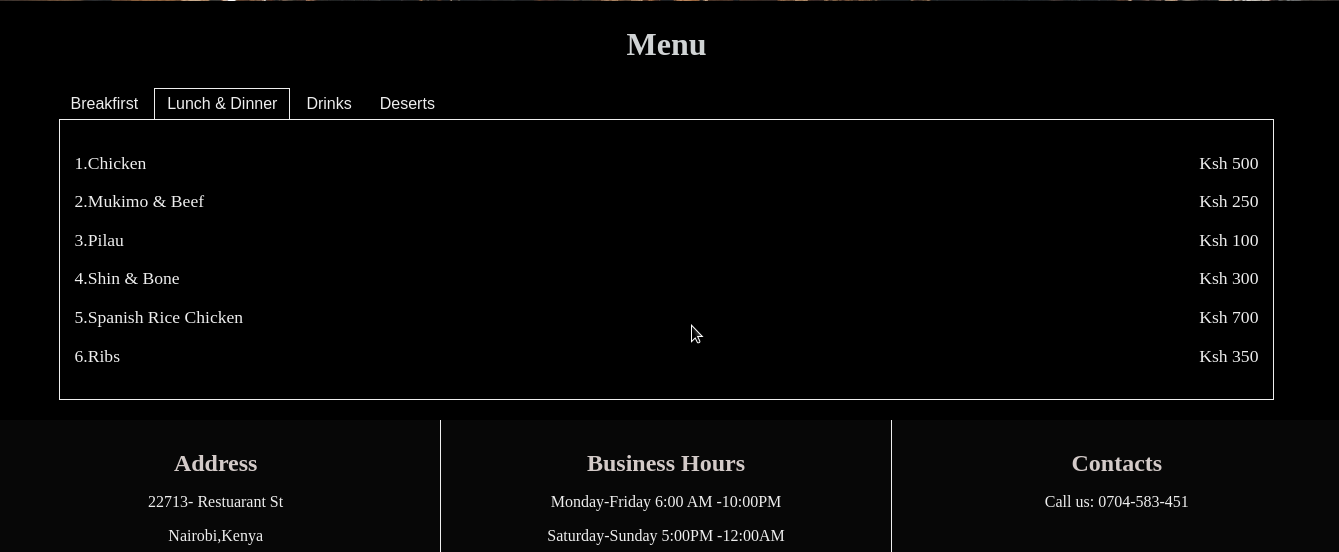 Menu
Breakfirst Lunch & Dinner Drinks Deserts
1.Chicken Ksh 500
2.Mukimo & Beef Ksh 250
3.Pilau Ksh 100
4.Shin & Bone Ksh 300
5.Spanish Rice Chicken Ksh 700
6.Ribs Ksh 350
Address
22713- Restuarant St
Nairobi,Kenya
Business Hours
Monday-Friday 6:00 AM -10:00PM
Saturday-Sunday 5:00PM -12:00AM
Contacts
Call us: 0704-583-451